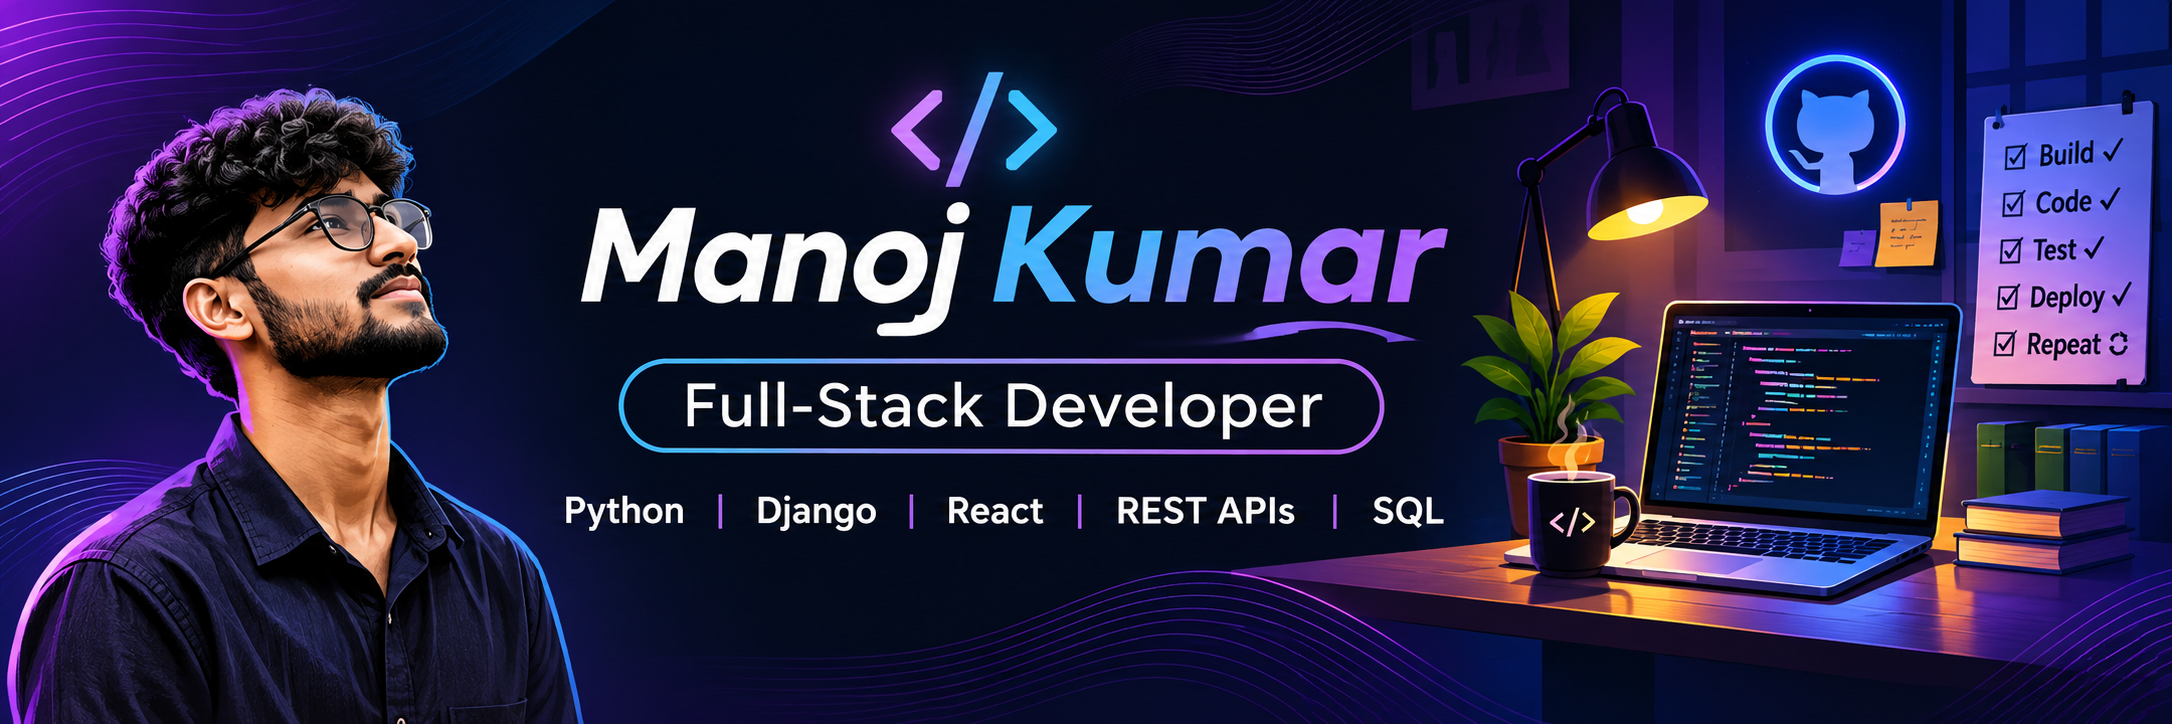 </>
Manoj Kumar
Full-Stack Developer
Python | Django | React | REST APIs | SQL
☑ Build ✓
☑ Code ✓
☑ Test ✓
☑ Deploy ✓
☑ Repeat
</>